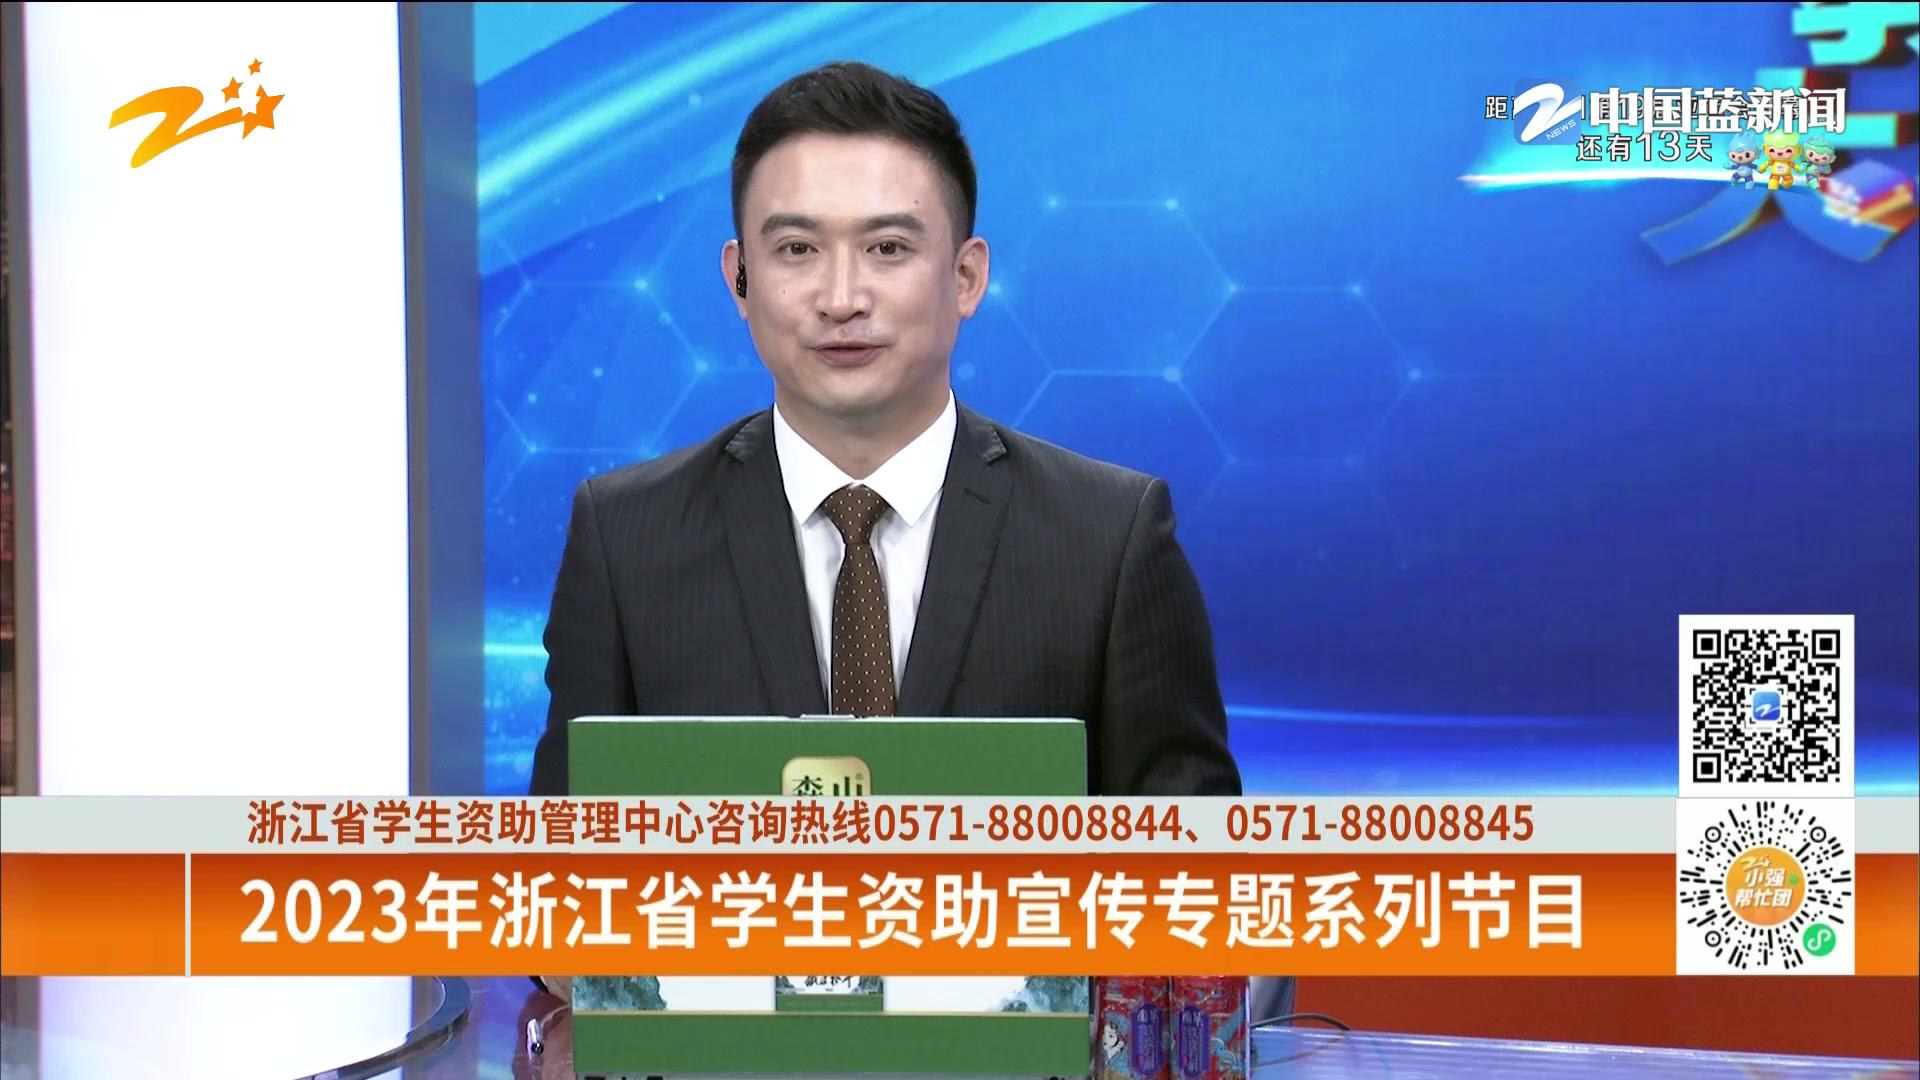 中国蓝新闻
NEWS
还有13天
森山
浙江省学生资助管理中心咨询热线0571-88008844、0571-88008845
2023年浙江省学生资助宣传专题系列节目
小强
帮忙团